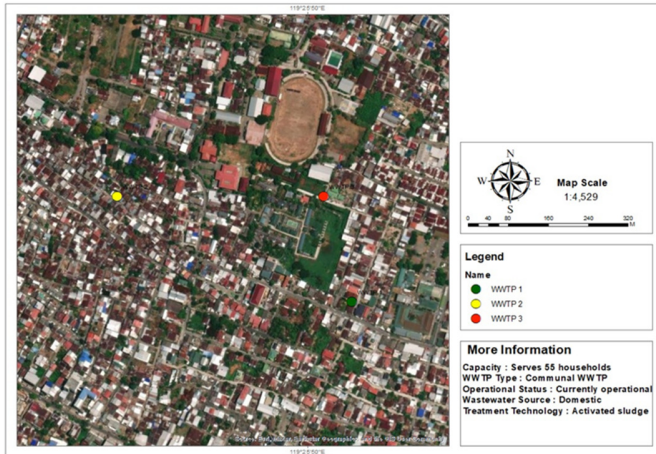 119°25'50"E
N
W E
S
Map Scale
1:4,529
0 40 80 160 240 320
M
Legend
Name
WWTP 1
WWTP 2
WWTP 3
More Information
Capacity : Serves 55 households
WWTP Type : Communal WWTP
Operational Status : Currently operational
Wastewater Source : Domestic
Treatment Technology : Activated sludge
119°25'50"E